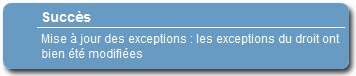 Succès
Mise à jour des exceptions : les exceptions du droit ont
bien été modifiées